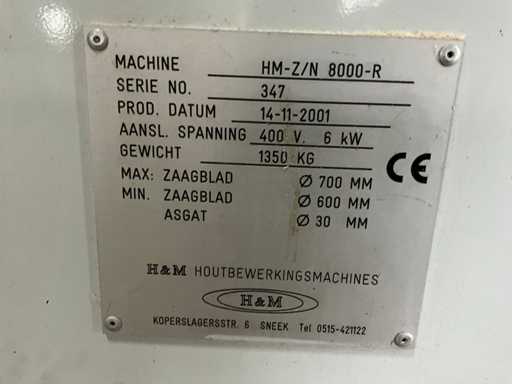 MACHINE HM-Z/N 8000-R
SERIE NO. 347
PROD. DATUM 14-11-2001
AANSL. SPANNING 400 V. 6 kW
GEWICHT 1350 KG
MAX: ZAAGBLAD Ø 700 MM
MIN. ZAAGBLAD Ø 600 MM
ASGAT Ø 30 MM
CE
H&M HOUTBEWERKINGSMACHINES
H&M
KOPERSLAGERSSTR. 6 SNEEK Tel 0515-421122